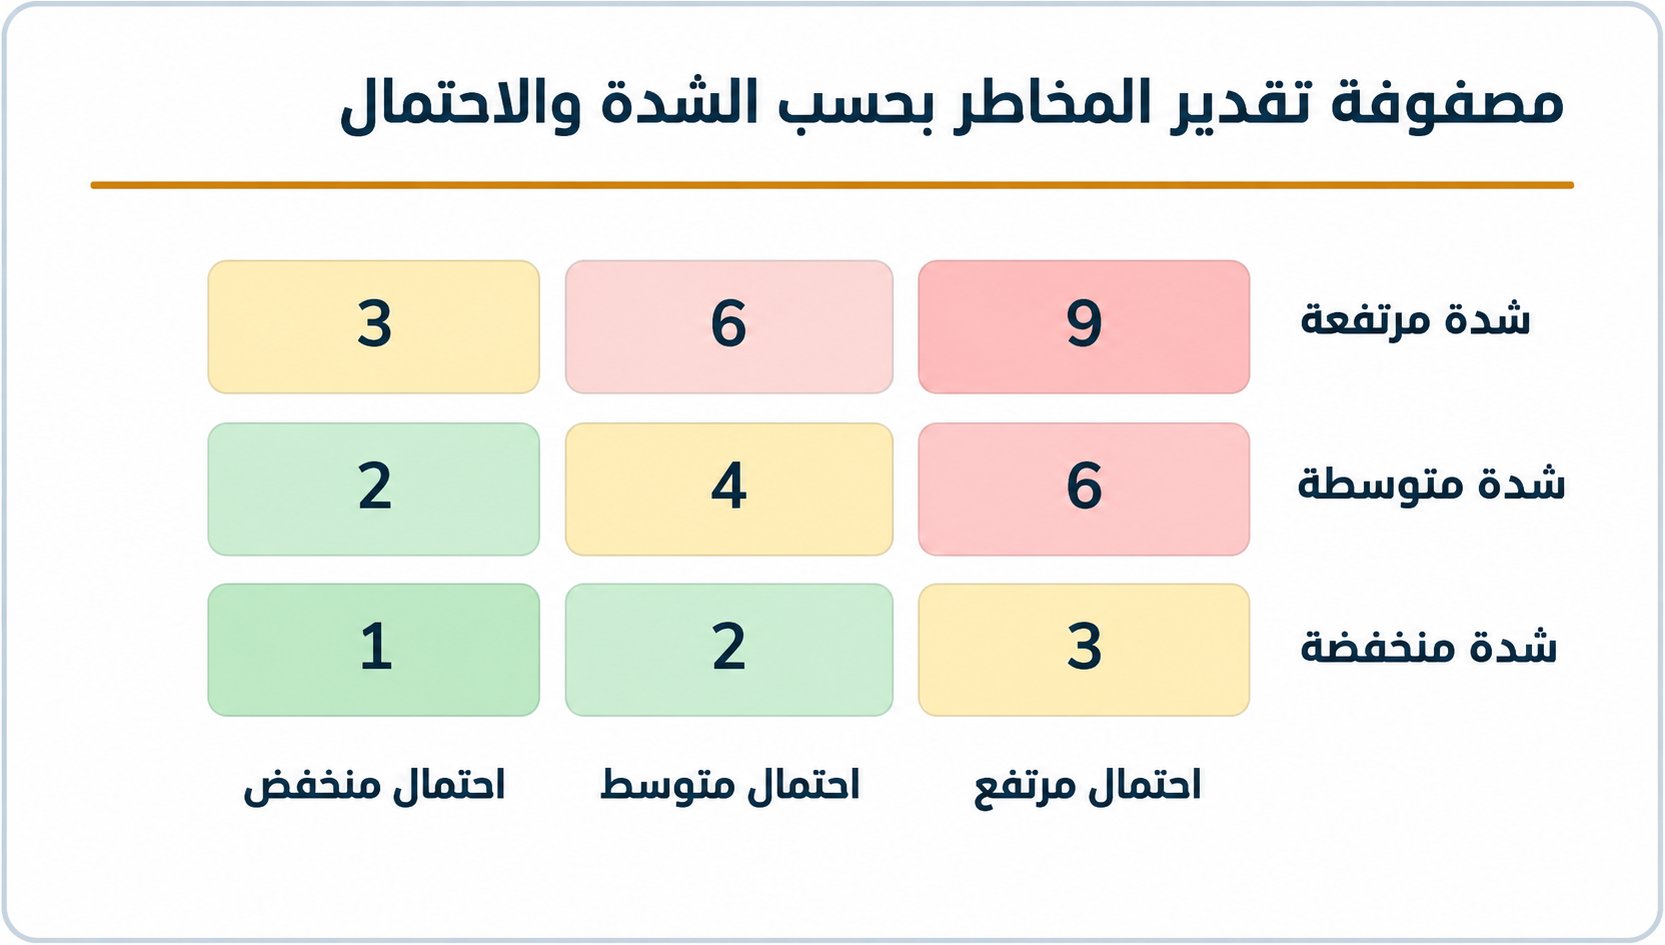 مصفوفة تقدير المخاطر بحسب الشدة والاحتمال
شدة مرتفعة 9 6 3
شدة متوسطة 6 4 2
شدة منخفضة 3 2 1
احتمال مرتفع احتمال متوسط احتمال منخفض